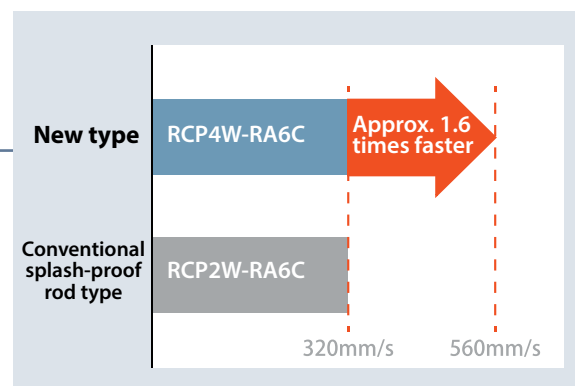 New type
RCP4W-RA6C
Approx. 1.6
times faster
Conventional
splash-proof
rod type
RCP2W-RA6C
320mm/s
560mm/s